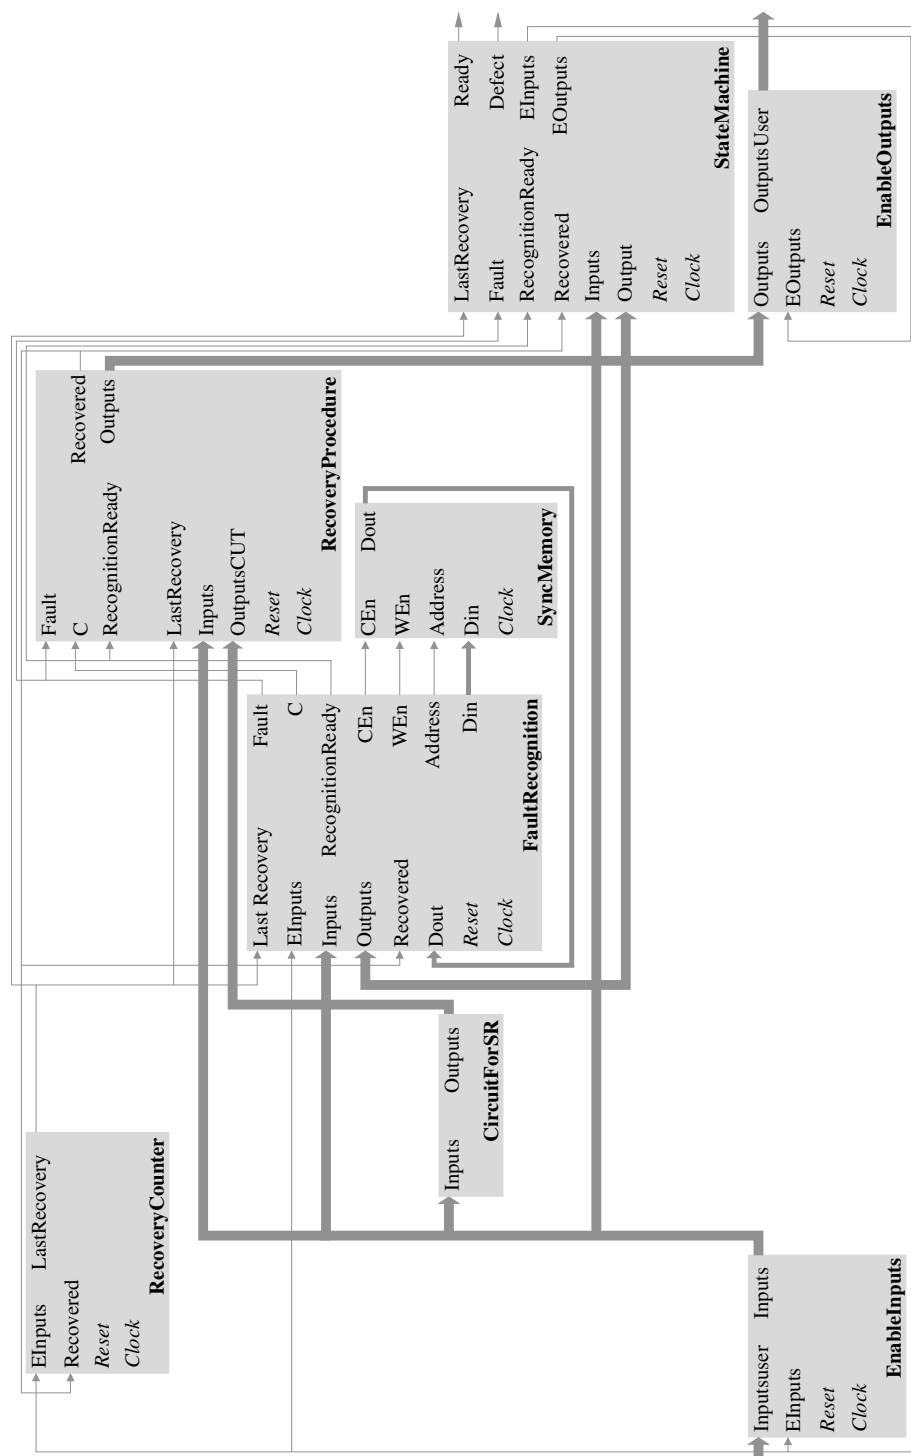 EInputs
LastRecovery
Recovered
Reset
Clock
RecoveryCounter
Inputsuser
Inputs
EInputs
Reset
Clock
EnableInputs
Inputs
Outputs
CircuitForSR
Last Recovery
Fault
EInputs
C
Inputs
RecognitionReady
Outputs
CEn
Recovered
WEn
Address
Dout
Din
Reset
Clock
FaultRecognition
Fault
C
Recovered
RecognitionReady
Outputs
LastRecovery
Inputs
OutputsCUT
Reset
Clock
RecoveryProcedure
CEn
Dout
WEn
Address
Din
Clock
SyncMemory
LastRecovery
Ready
Fault
Defect
RecognitionReady
EInputs
Recovered
EOutputs
Inputs
Output
Reset
Clock
StateMachine
Outputs
OutputsUser
EOutputs
Reset
Clock
EnableOutputs